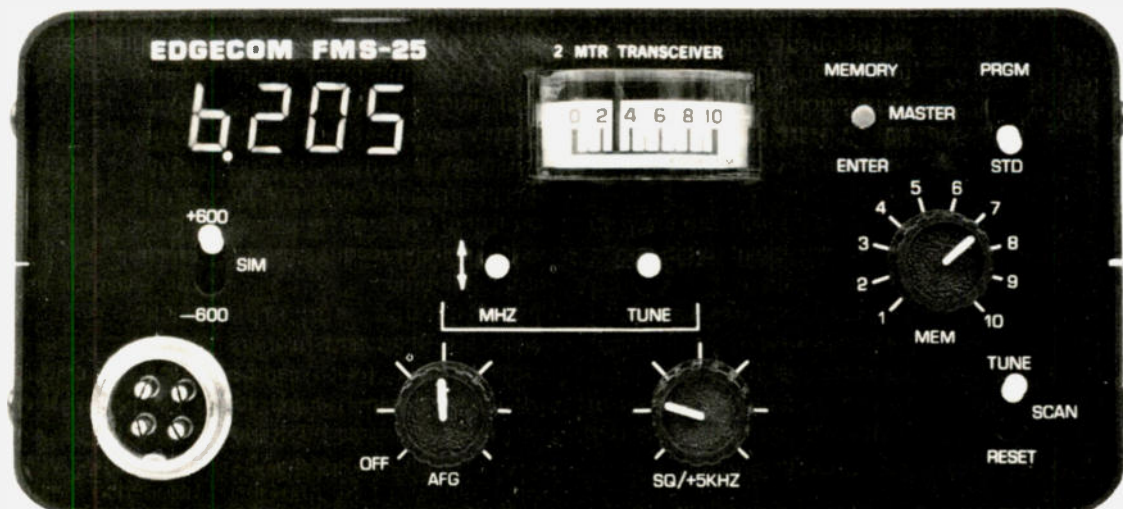 EDGECOM FMS-25
6.205
2 MTR TRANSCEIVER
0 2 4 6 8 10
MEMORY
MASTER
ENTER
PRGM
STD
+600
SIM
-600
MHZ
TUNE
1 2 3 4 5 6 7 8 9 10
MEM
TUNE
SCAN
RESET
OFF
AFG
SQ/+5KHZ